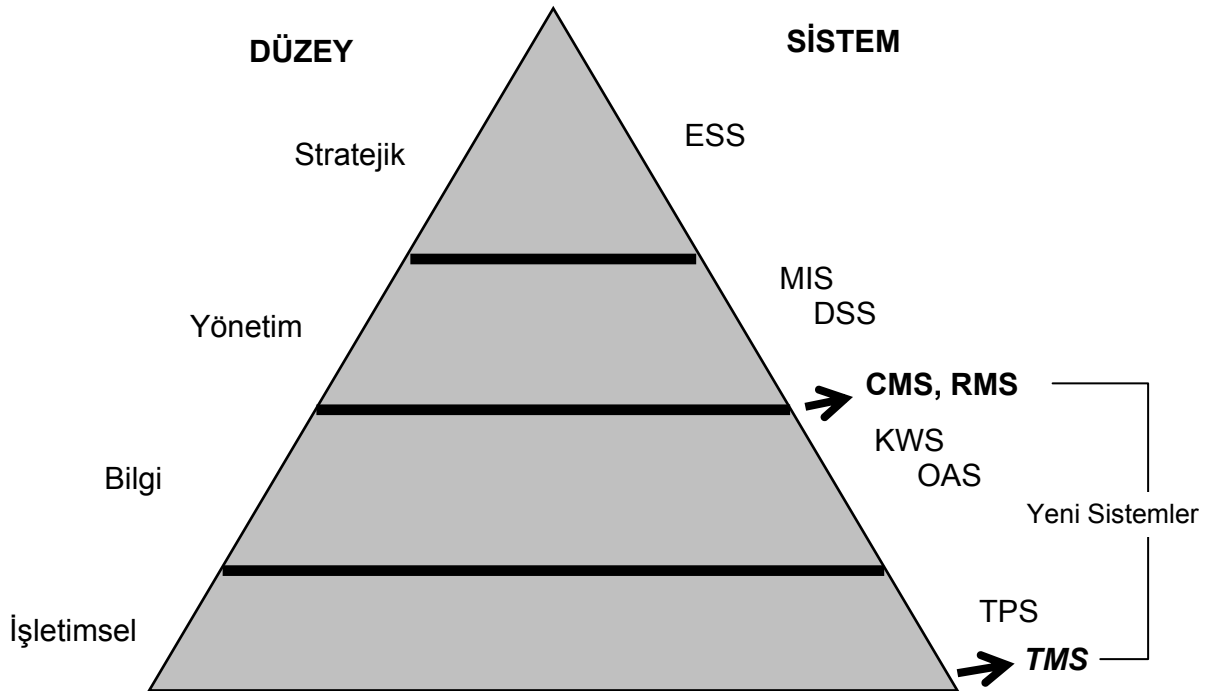 DÜZEY
SİSTEM
Stratejik
ESS
Yönetim
MIS
DSS
CMS, RMS
Bilgi
KWS
OAS
Yeni Sistemler
İşletimsel
TPS
TMS